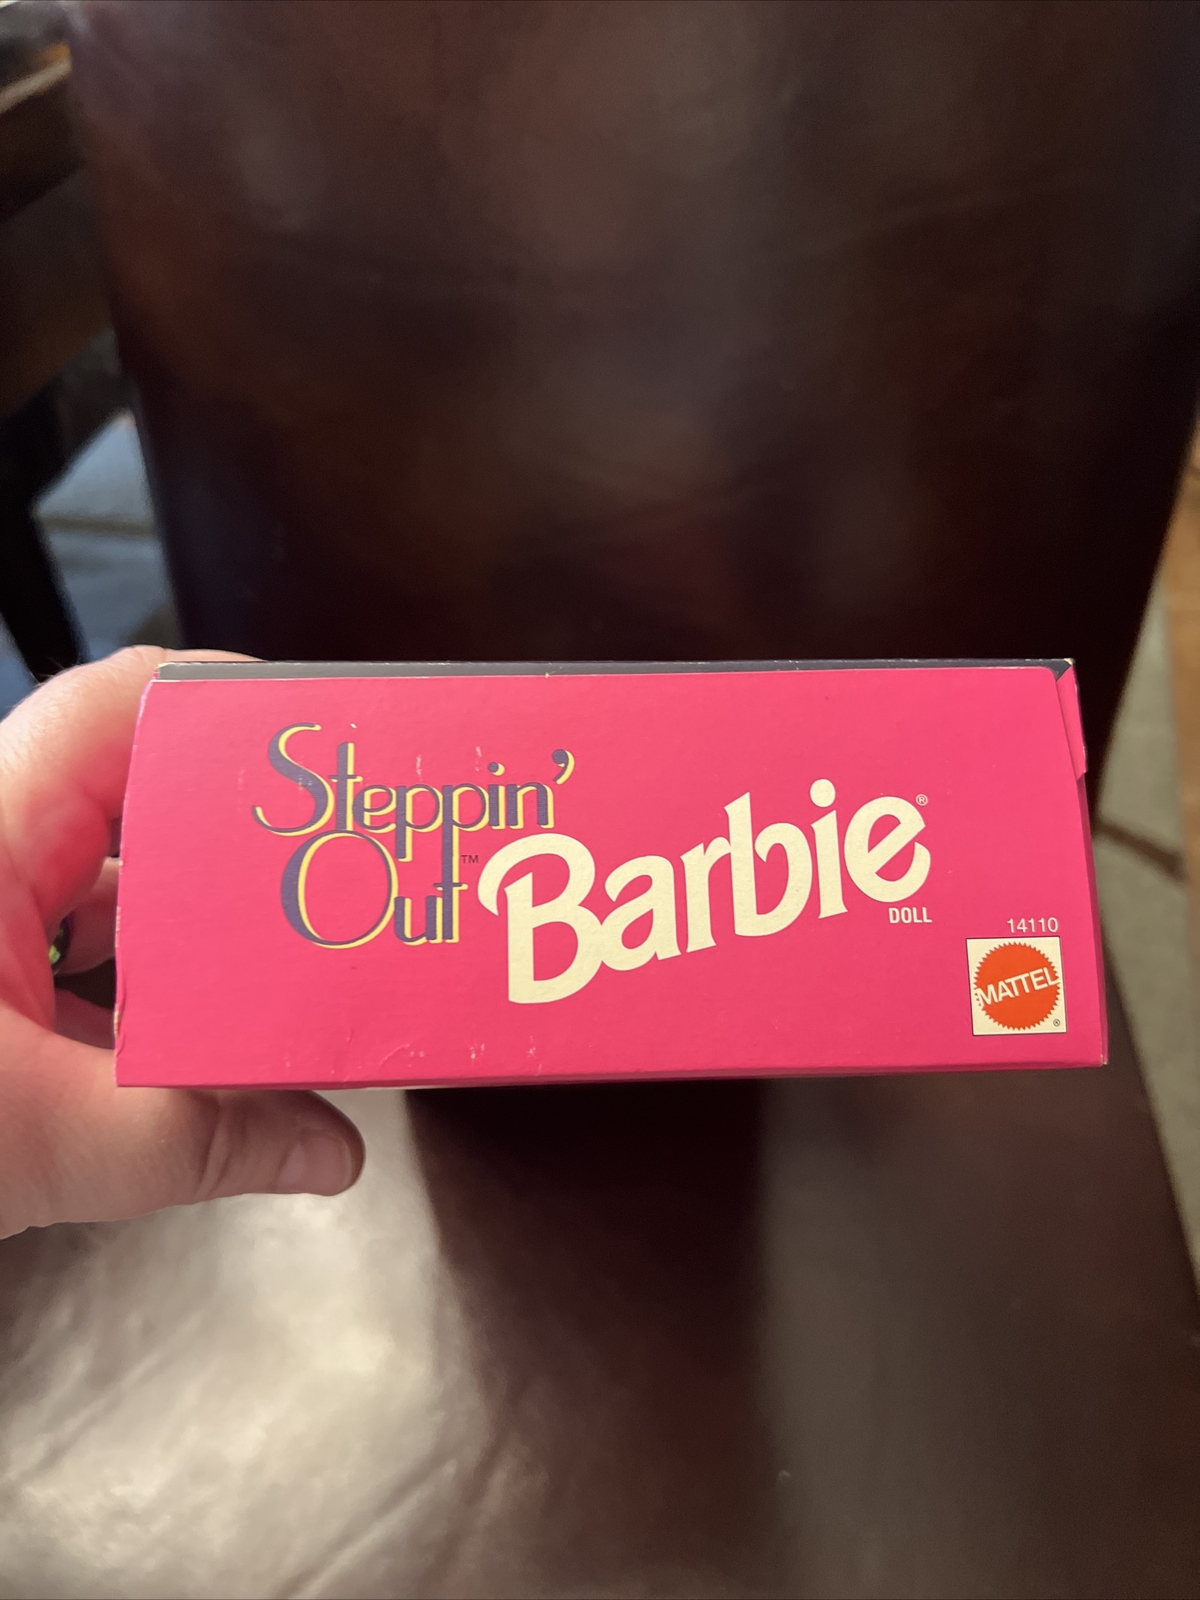 Steppin'
Out™
Barbie®
DOLL
14110
MATTEL
®